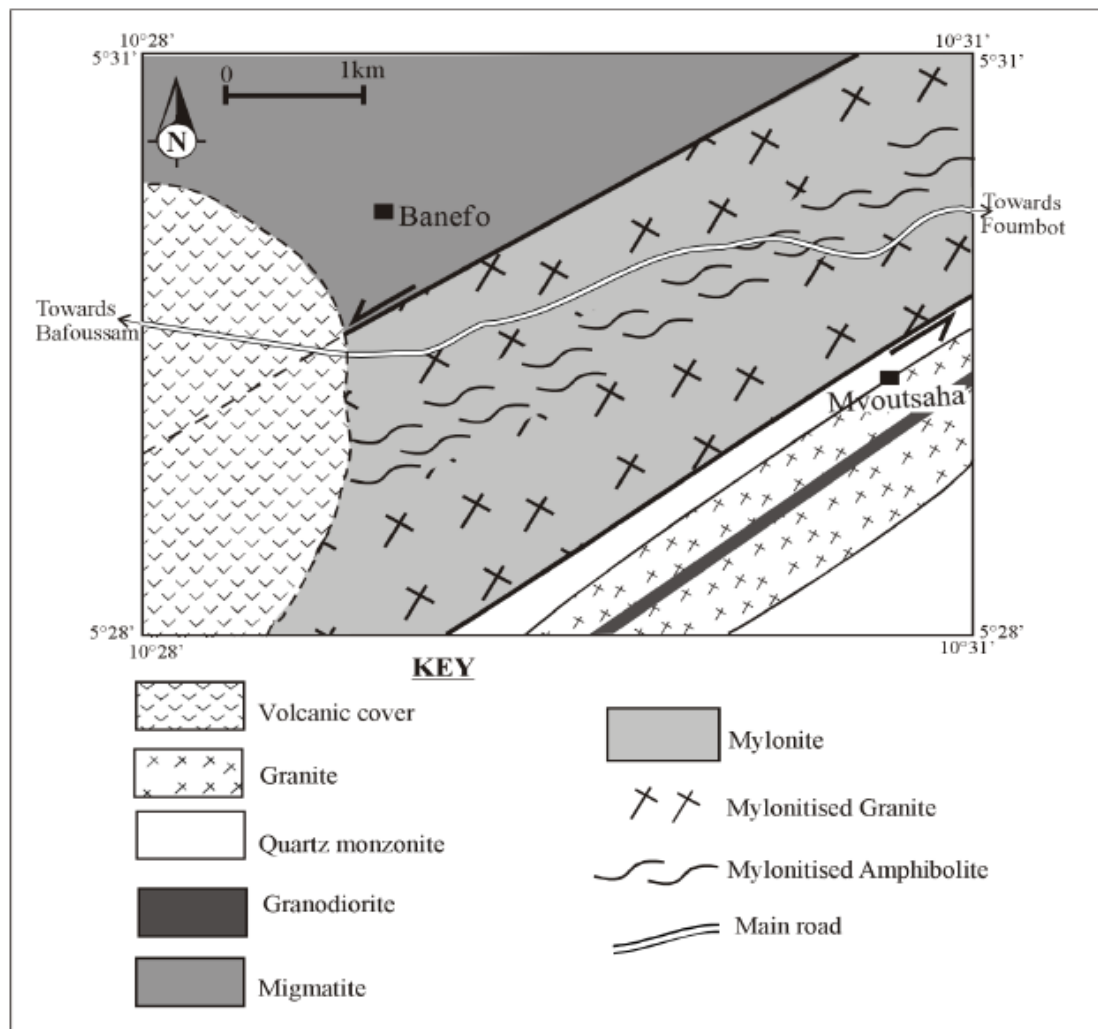 10°28’
10°31’
5°31’
5°31’
0
1km
N
Banefo
Towards
Foumbot
Towards
Bafoussam
Mvoutsaha
5°28’
5°28’
10°28’
10°31’
KEY
Volcanic cover
Granite
Quartz monzonite
Granodiorite
Migmatite
Mylonite
Mylonitised Granite
Mylonitised Amphibolite
Main road